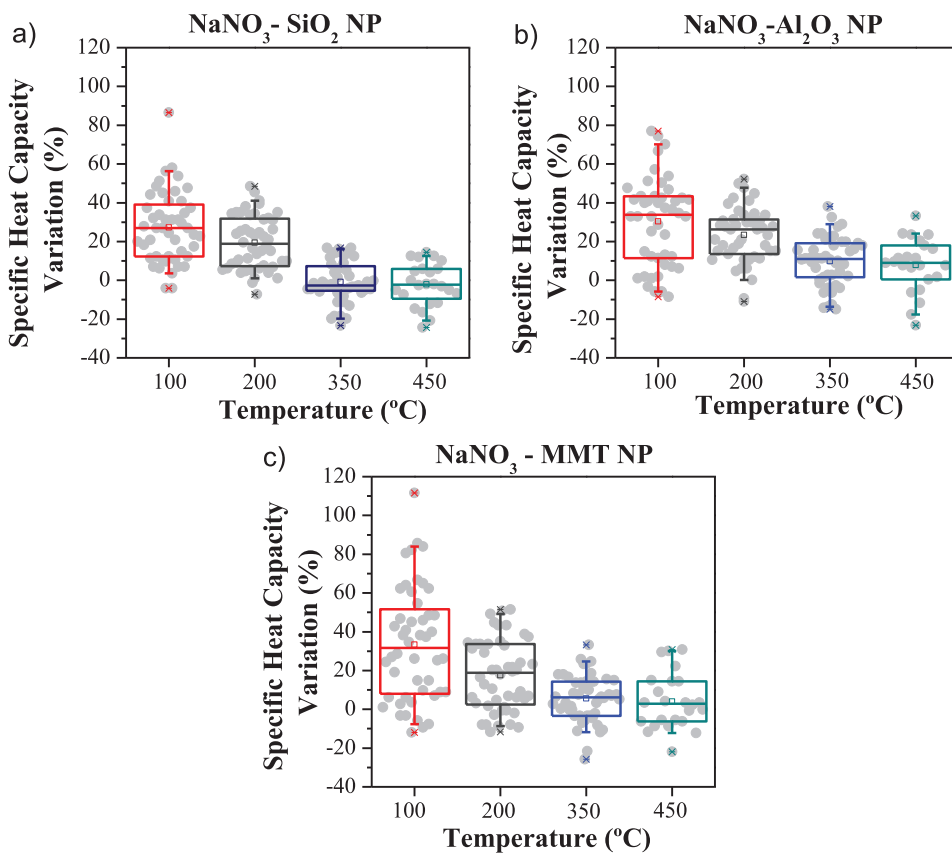 a)
NaNO₃- SiO₂ NP
Specific Heat Capacity
Variation (%)
120
100
80
60
40
20
0
-20
-40
100 200 350 450
Temperature (ºC)
b)
NaNO₃-Al₂O₃ NP
Specific Heat Capacity
Variation (%)
120
100
80
60
40
20
0
-20
-40
100 200 350 450
Temperature (ºC)
c)
NaNO₃ - MMT NP
Specific Heat Capacity
Variation (%)
120
100
80
60
40
20
0
-20
-40
100 200 350 450
Temperature (ºC)